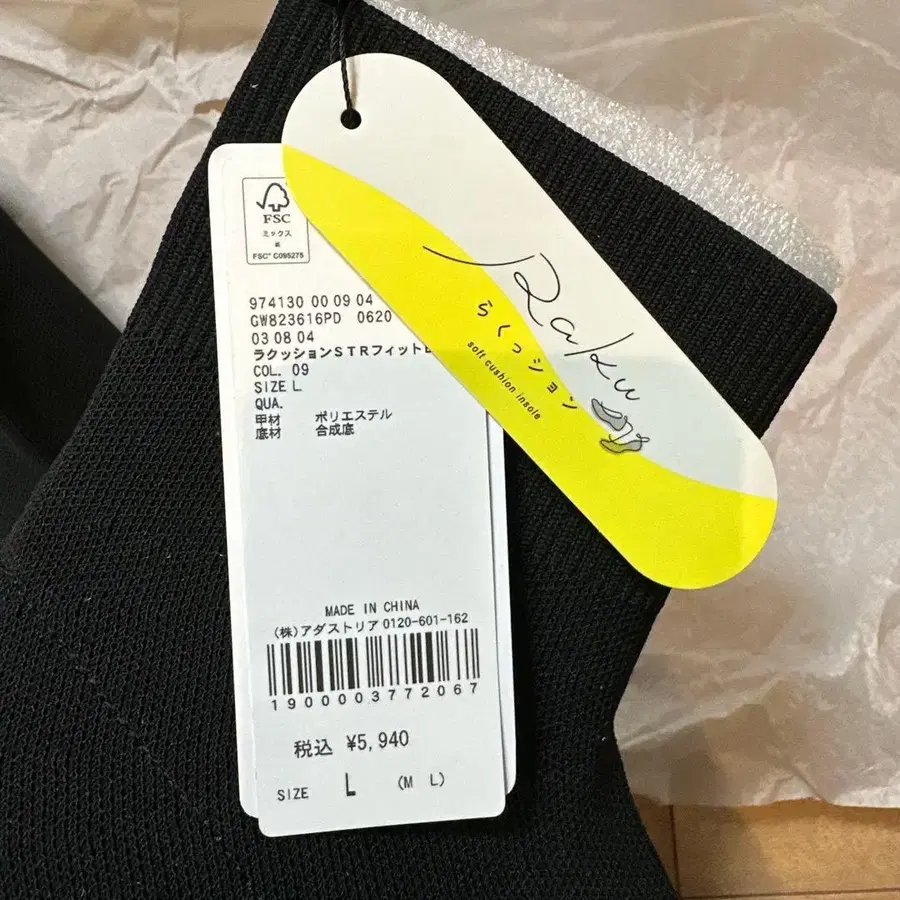 FSC
ミックス
紙
FSC® C095275
974130 00 09 04
GW823616PD 0620
03 08 04
ラクッションSTRフィット
COL. 09
SIZE L
QUA.
甲材 ポリエステル
底材 合成底
MADE IN CHINA
(株)アダストリア 0120-601-162
1900003772067
税込 ¥5,940
SIZE L (M L)
Raku
らくっション
soft cushion insole